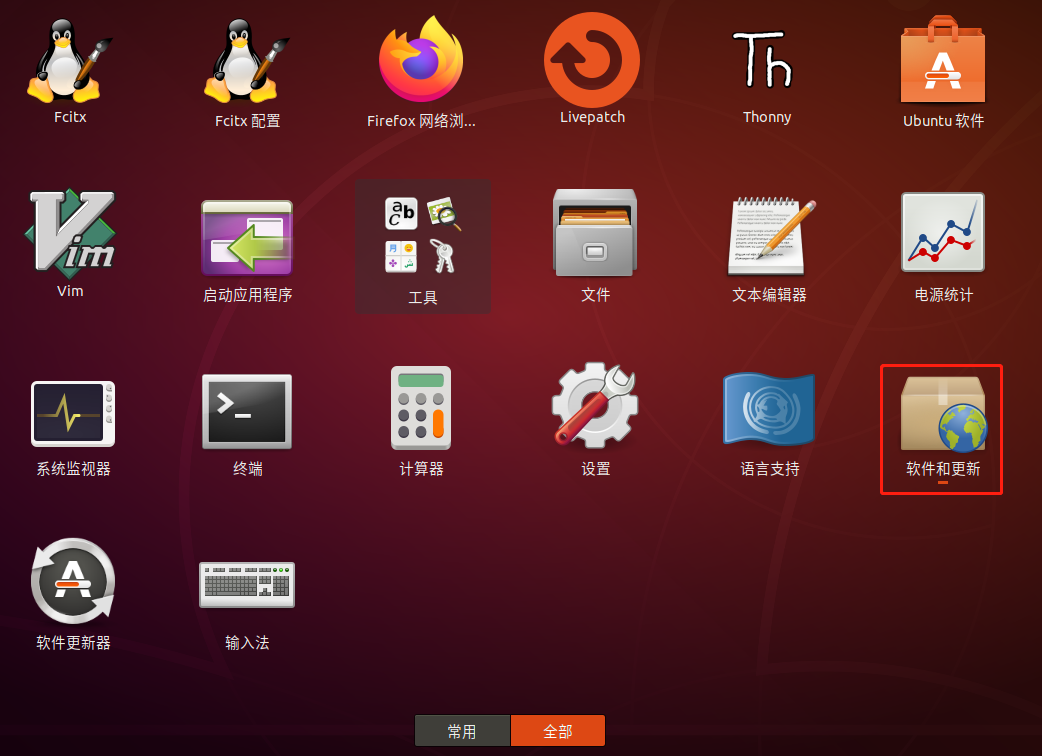 Fcitx
Fcitx 配置
Firefox 网络浏...
Livepatch
Thonny
Ubuntu 软件
Vim
启动应用程序
工具
文件
文本编辑器
电源统计
系统监视器
终端
计算器
设置
语言支持
软件和更新
软件更新器
输入法
常用
全部